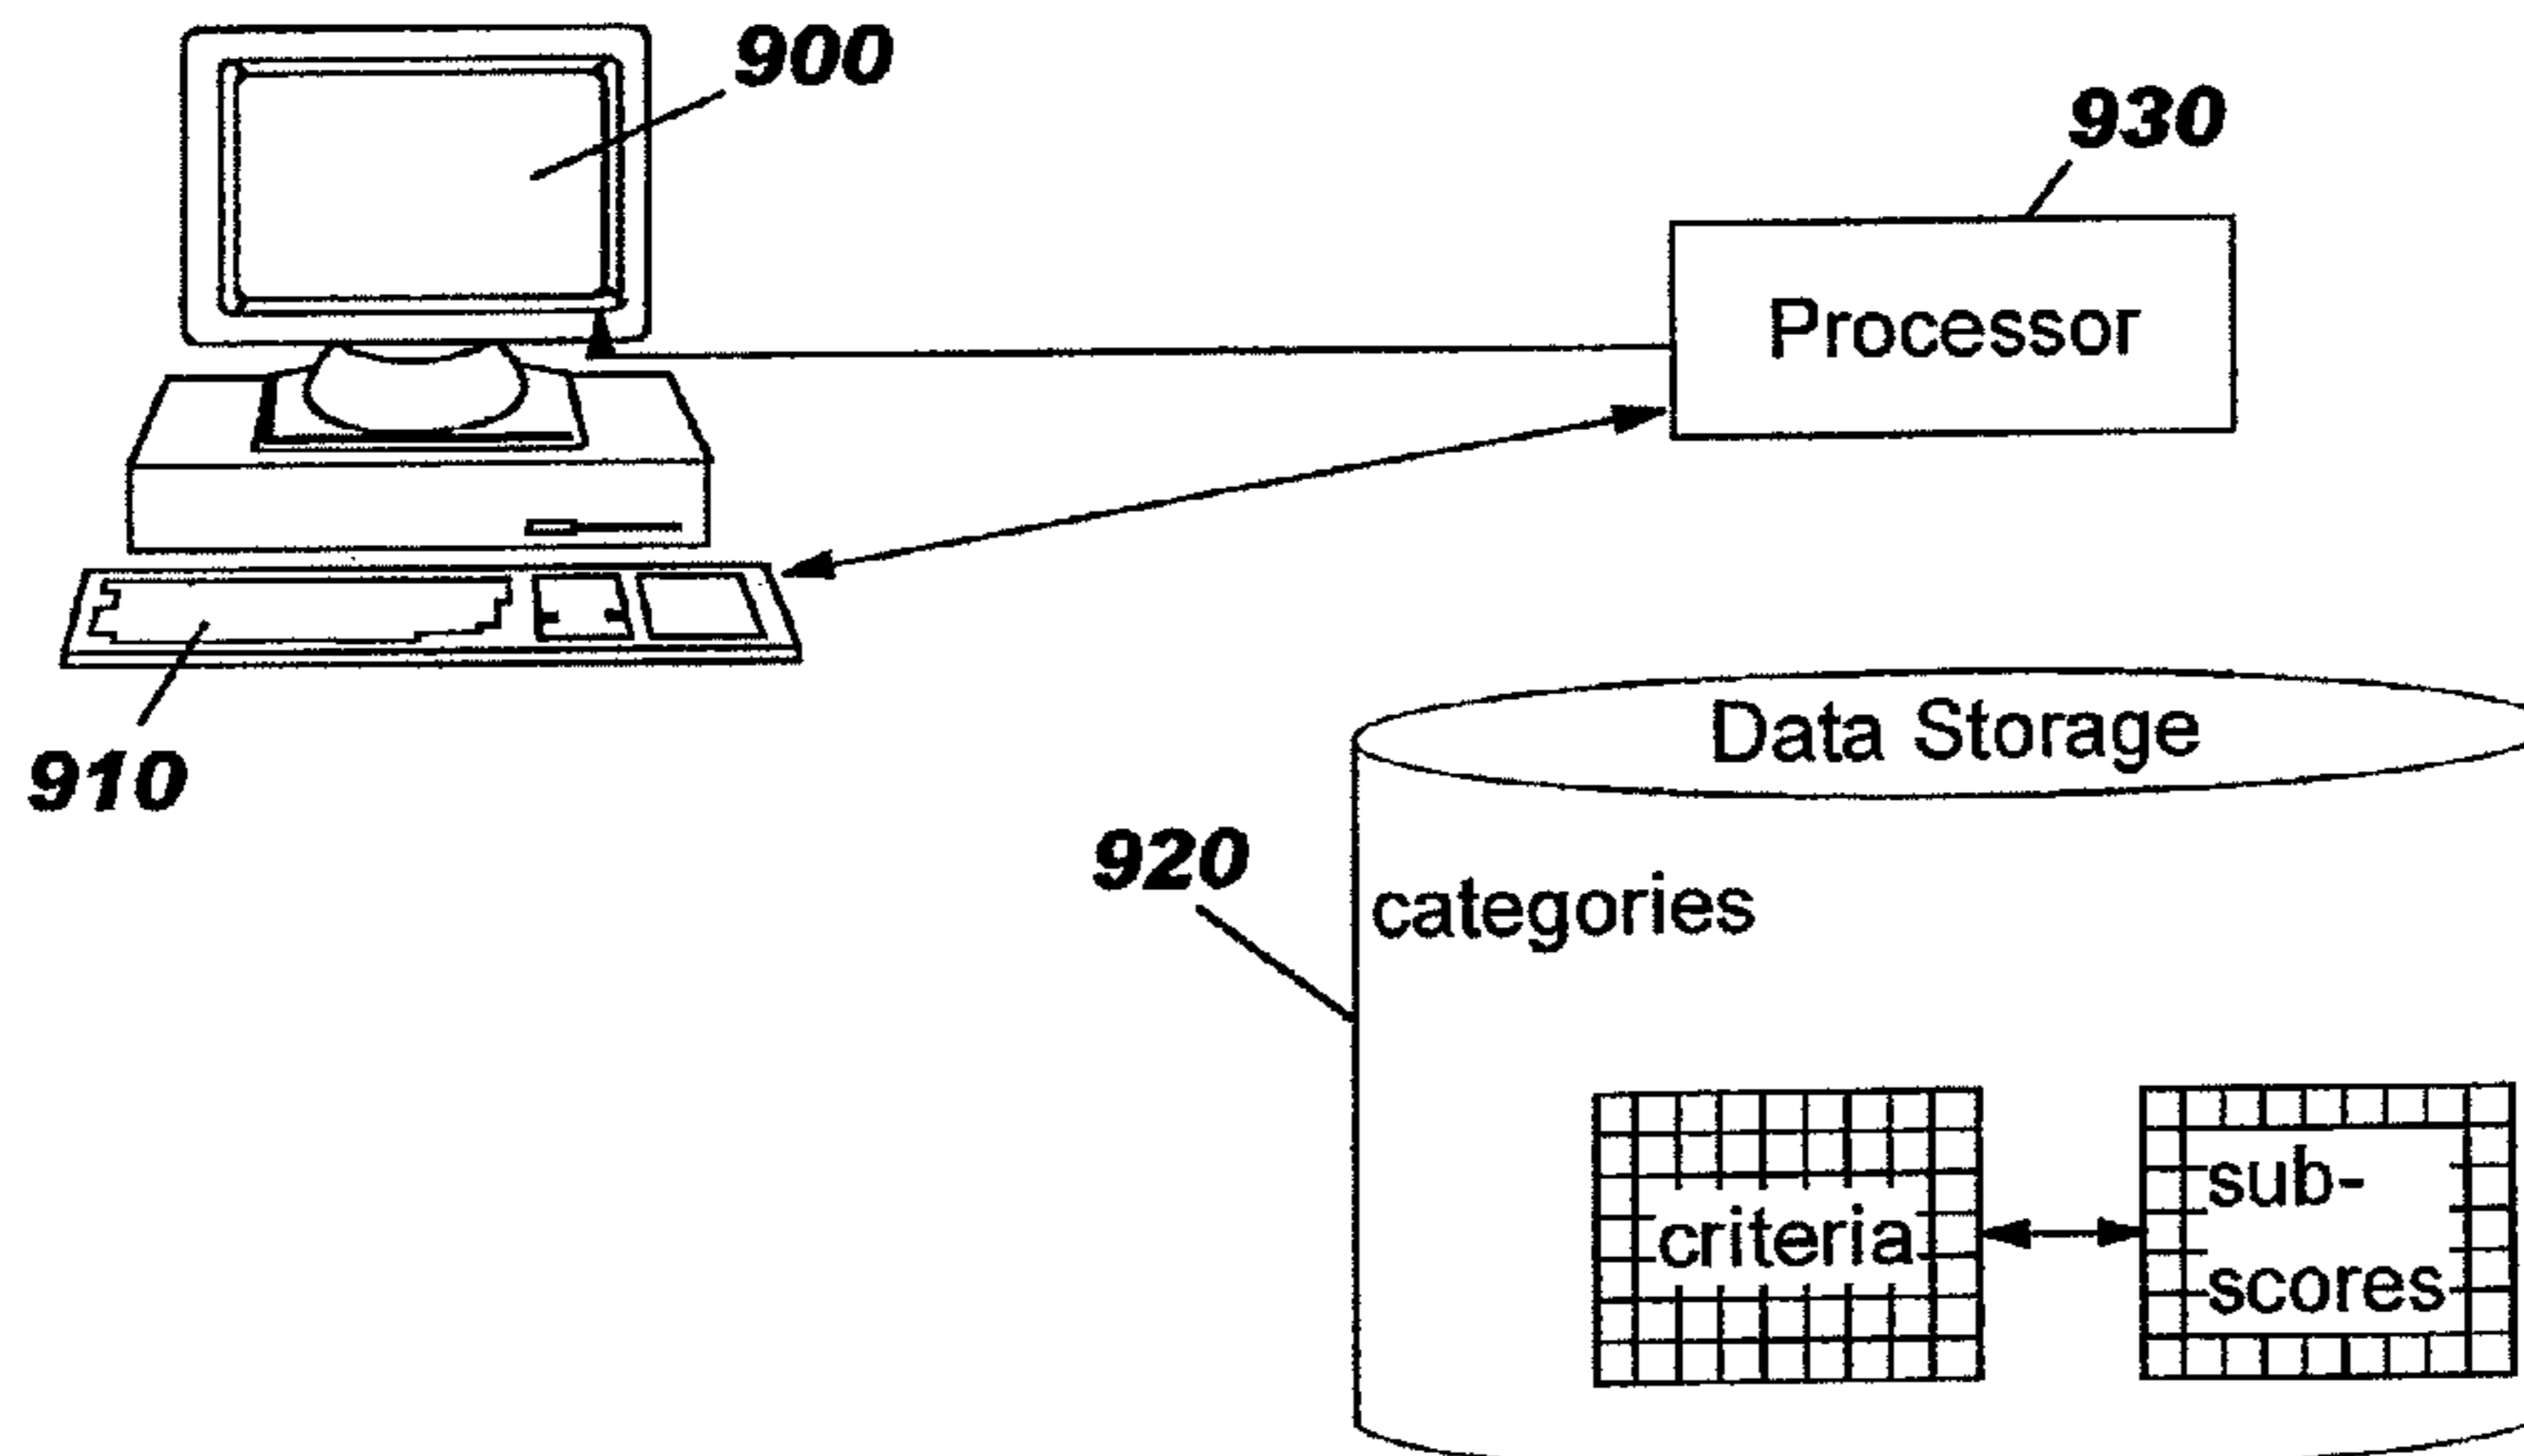 900
930
Processor
910
Data Storage
920
categories
criteria
sub-
scores